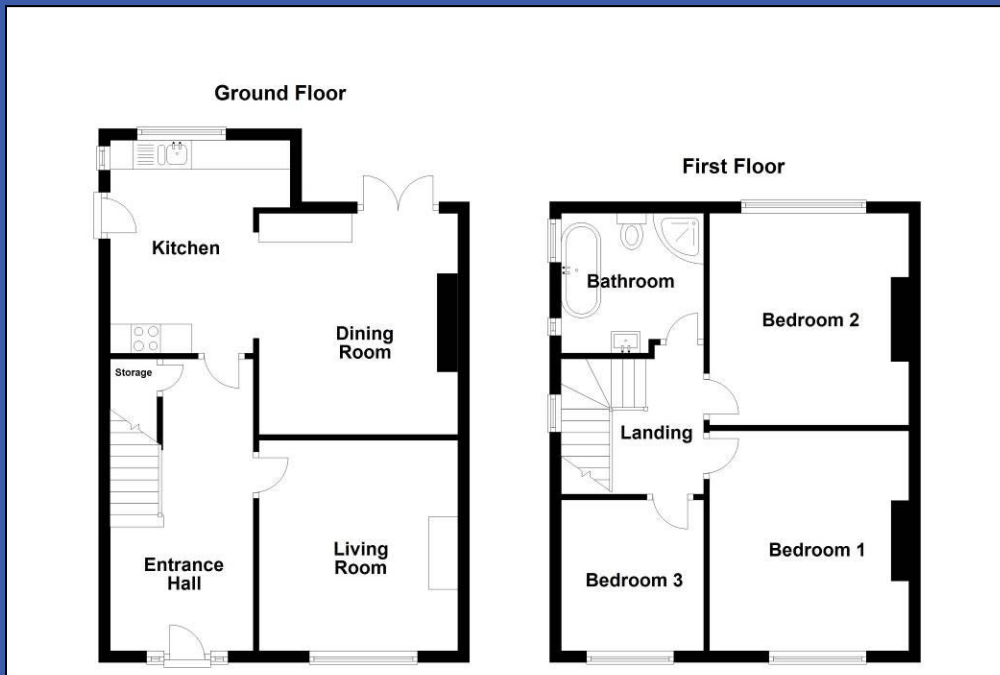 Ground Floor
First Floor
Kitchen
Dining
Room
Storage
Entrance
Hall
Living
Room
Bathroom
Bedroom 2
Landing
Bedroom 1
Bedroom 3